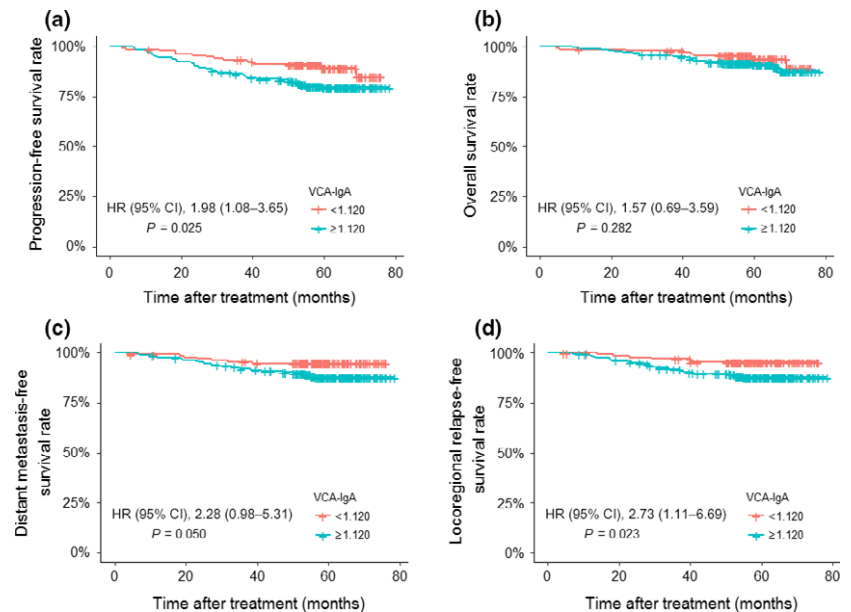 (a)
Progression-free survival rate
100%
75%
50%
25%
0%
HR (95% CI), 1.98 (1.08–3.65)
P = 0.025
VCA-IgA
<1.120
≥1.120
0 20 40 60 80
Time after treatment (months)
(b)
Overall survival rate
100%
75%
50%
25%
0%
HR (95% CI), 1.57 (0.69–3.59)
P = 0.282
VCA-IgA
<1.120
≥1.120
0 20 40 60 80
Time after treatment (months)
(c)
Distant metastasis-free
survival rate
100%
75%
50%
25%
0%
HR (95% CI), 2.28 (0.98–5.31)
P = 0.050
VCA-IgA
<1.120
≥1.120
0 20 40 60 80
Time after treatment (months)
(d)
Locoregional relapse-free
survival rate
100%
75%
50%
25%
0%
HR (95% CI), 2.73 (1.11–6.69)
P = 0.023
VCA-IgA
<1.120
≥1.120
0 20 40 60 80
Time after treatment (months)